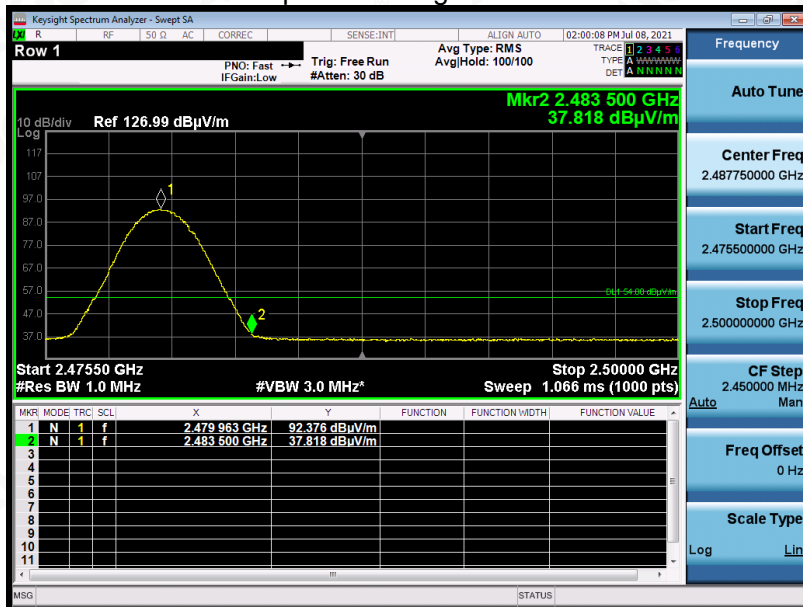 Keysight Spectrum Analyzer - Swept SA
LXI R RF 50 Ω AC CORREC SENSE:INT ALIGN AUTO 02:00:08 PM Jul 08, 2021
Row 1
PNO: Fast
IFGain:Low
Trig: Free Run
#Atten: 30 dB
Avg Type: RMS
Avg|Hold: 100/100
TRACE 1 2 3 4 5 6
TYPE A WWWWW
DET A N N N N N
Mkr2 2.483 500 GHz
37.818 dBµV/m
10 dB/div Ref 126.99 dBµV/m
Log
117
107
97.0
87.0
77.0
67.0
57.0
47.0
37.0
1
2
DL1 54.00 dBµV/m
Start 2.47550 GHz Stop 2.50000 GHz
#Res BW 1.0 MHz #VBW 3.0 MHz* Sweep 1.066 ms (1000 pts)
MKR MODE TRC SCL X Y FUNCTION FUNCTION WIDTH FUNCTION VALUE
1 N 1 f 2.479 963 GHz 92.376 dBµV/m
2 N 1 f 2.483 500 GHz 37.818 dBµV/m
3
4
5
6
7
8
9
10
11
MSG STATUS
Frequency
Auto Tune
Center Freq
2.487750000 GHz
Start Freq
2.475500000 GHz
Stop Freq
2.500000000 GHz
CF Step
2.450000 MHz
Auto Man
Freq Offset
0 Hz
Scale Type
Log Lin